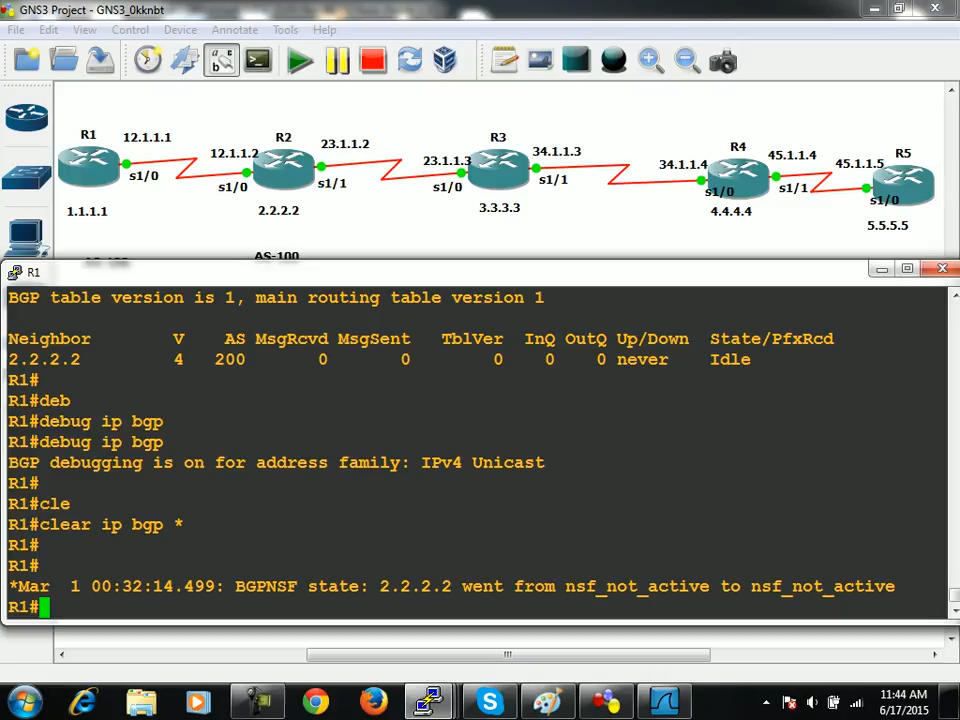 GNS3 Project - GNS3_0kknbt
File Edit View Control Device Annotate Tools Help
R1
12.1.1.1
s1/0
1.1.1.1
R2
12.1.1.2
s1/0
23.1.1.2
s1/1
2.2.2.2
R3
23.1.1.3
s1/0
34.1.1.3
s1/1
3.3.3.3
R4
34.1.1.4
s1/0
45.1.1.4
s1/1
4.4.4.4
R5
45.1.1.5
s1/0
5.5.5.5
AS-100
R1
BGP table version is 1, main routing table version 1
Neighbor V AS MsgRcvd MsgSent TblVer InQ OutQ Up/Down State/PfxRcd
2.2.2.2 4 200 0 0 0 0 0 never Idle
R1#
R1#deb
R1#debug ip bgp
R1#debug ip bgp
BGP debugging is on for address family: IPv4 Unicast
R1#
R1#cle
R1#clear ip bgp *
R1#
R1#
*Mar 1 00:32:14.499: BGPNSF state: 2.2.2.2 went from nsf_not_active to nsf_not_active
R1#
11:44 AM
6/17/2015